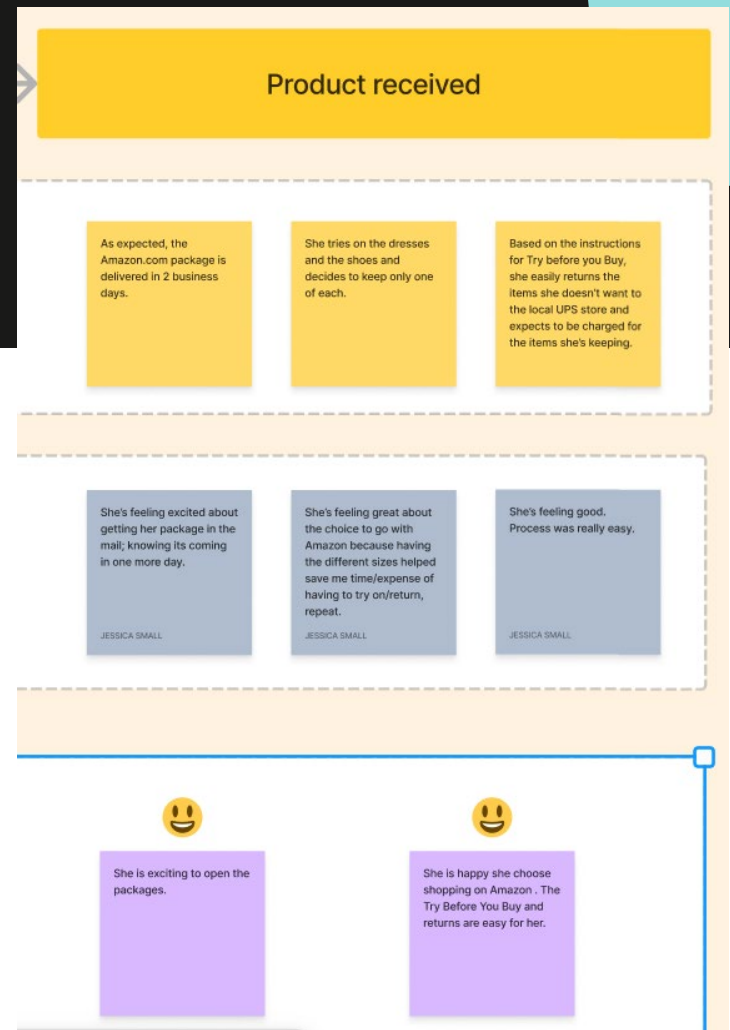 Product received
As expected, the
Amazon.com package is
delivered in 2 business
days.
She tries on the dresses
and the shoes and
decides to keep only one
of each.
Based on the instructions
for Try before you Buy,
she easily returns the
items she doesn't want to
the local UPS store and
expects to be charged for
the items she's keeping.
She's feeling excited about
getting her package in the
mail; knowing its coming
in one more day.
JESSICA SMALL
She's feeling great about
the choice to go with
Amazon because having
the different sizes helped
save me time/expense of
having to try on/return,
repeat.
JESSICA SMALL
She's feeling good.
Process was really easy.
JESSICA SMALL
She is exciting to open the
packages.
She is happy she choose
shopping on Amazon . The
Try Before You Buy and
returns are easy for her.